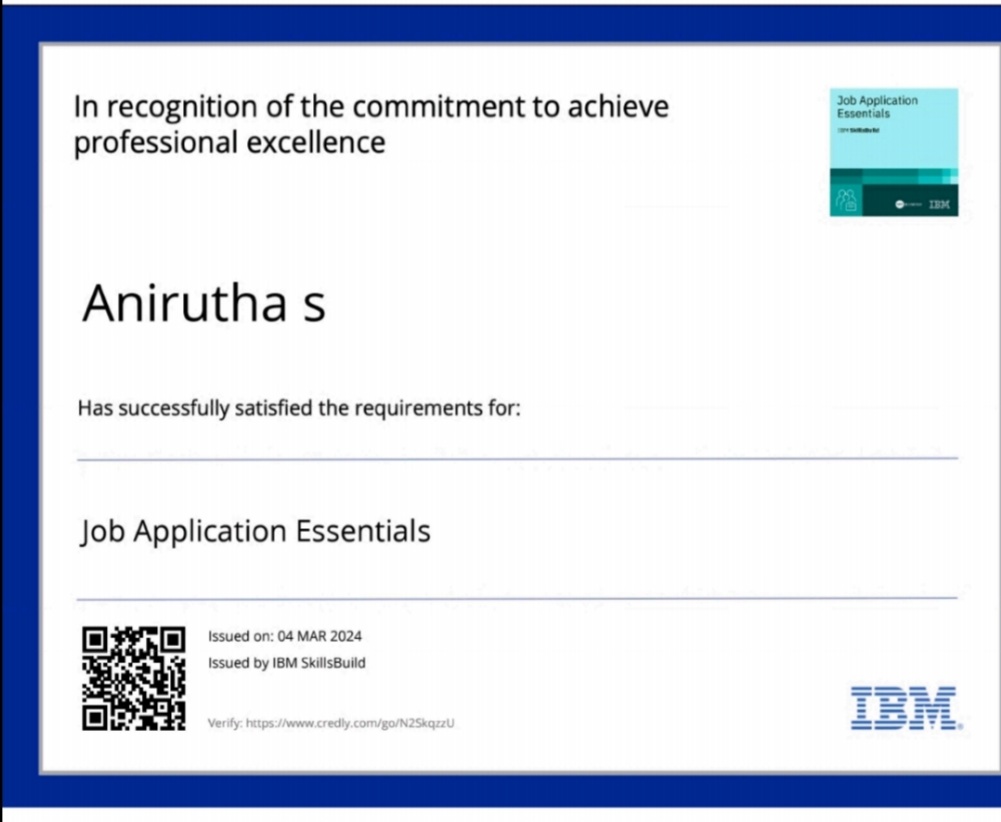 In recognition of the commitment to achieve
professional excellence
Job Application
Essentials
IBM SkillsBuild
IBM
Anirutha s
Has successfully satisfied the requirements for:
Job Application Essentials
Issued on: 04 MAR 2024
Issued by IBM SkillsBuild
Verify: https://www.credly.com/go/N2SkqzzU
IBM®